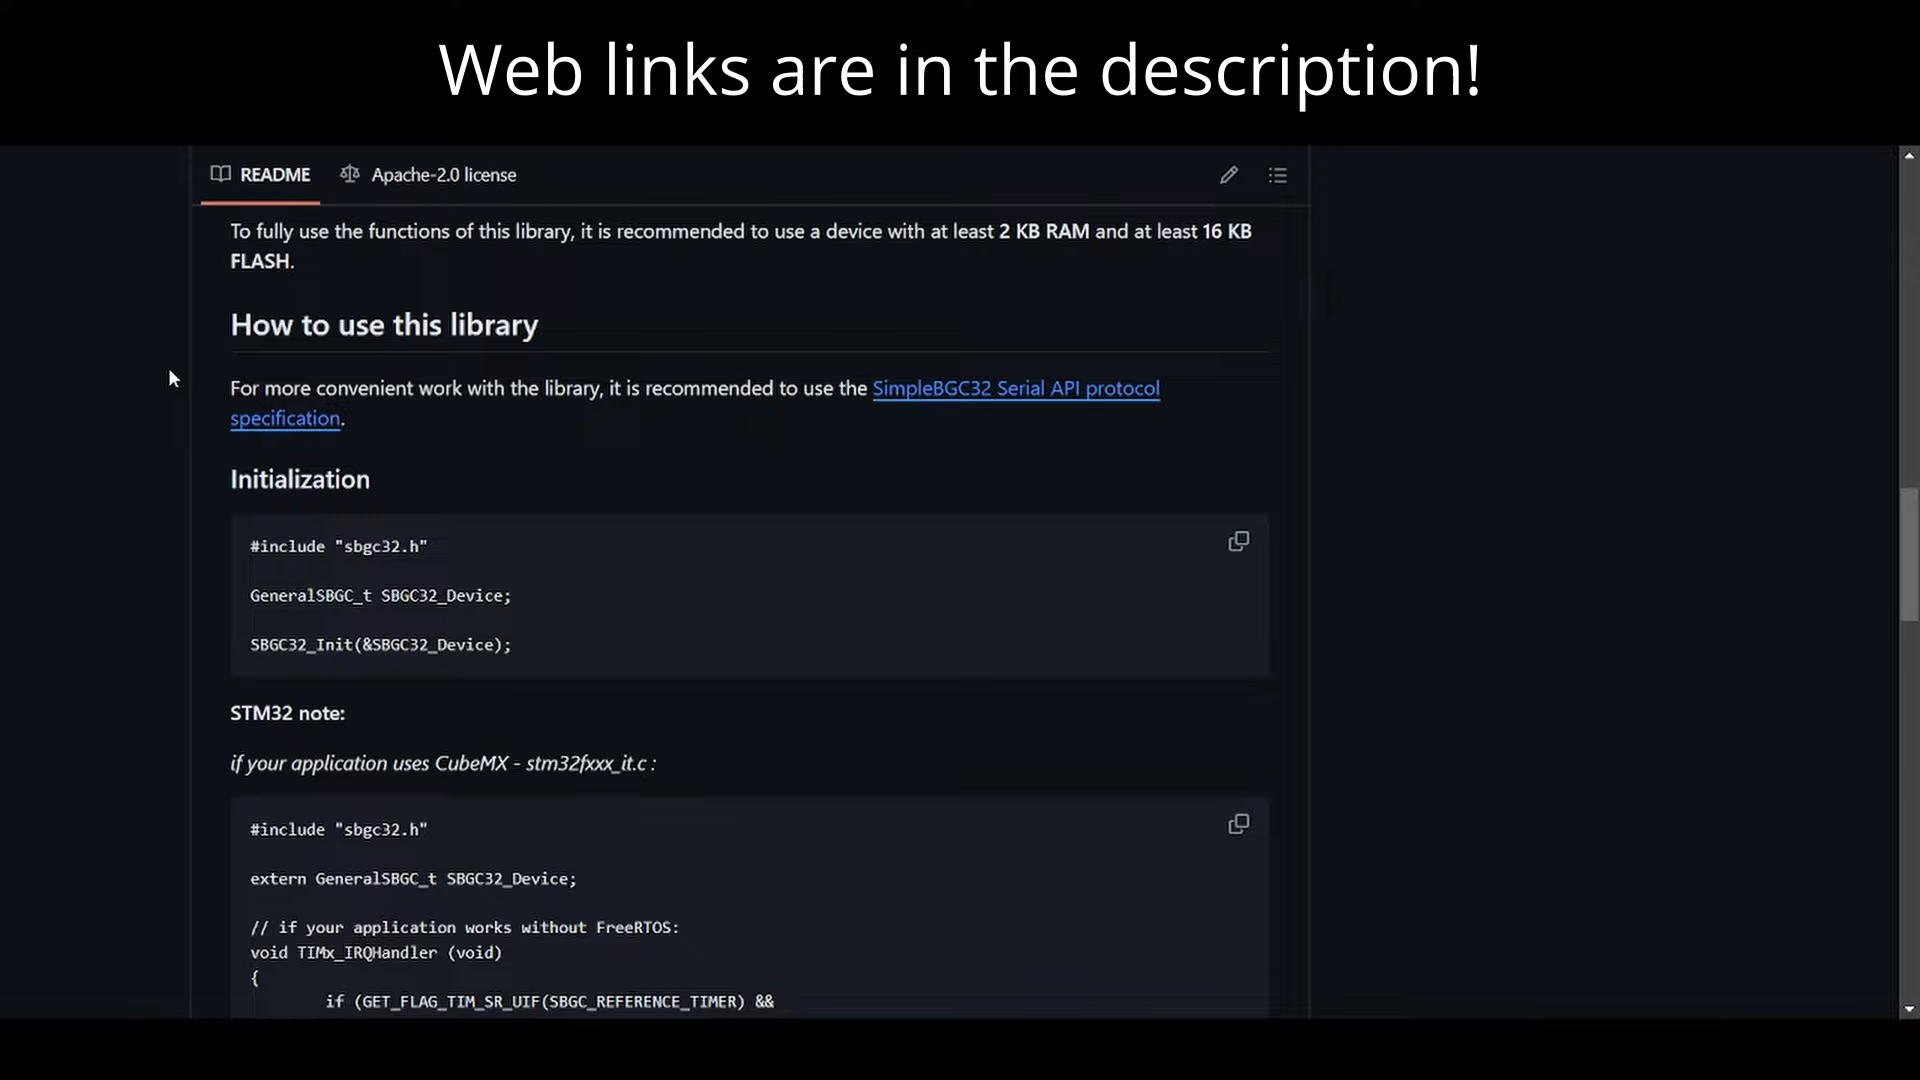 Web links are in the description!
README
Apache-2.0 license
To fully use the functions of this library, it is recommended to use a device with at least 2 KB RAM and at least 16 KB
FLASH.
How to use this library
For more convenient work with the library, it is recommended to use the SimpleBGC32 Serial API protocol
specification.
Initialization
#include "sbgc32.h"
GeneralSBGC_t SBGC32_Device;
SBGC32_Init(&SBGC32_Device);
STM32 note:
if your application uses CubeMX - stm32fxxx_it.c :
#include "sbgc32.h"
extern GeneralSBGC_t SBGC32_Device;
// if your application works without FreeRTOS:
void TIMx_IRQHandler (void)
{
if (GET_FLAG_TIM_SR_UIF(SBGC_REFERENCE_TIMER) &&